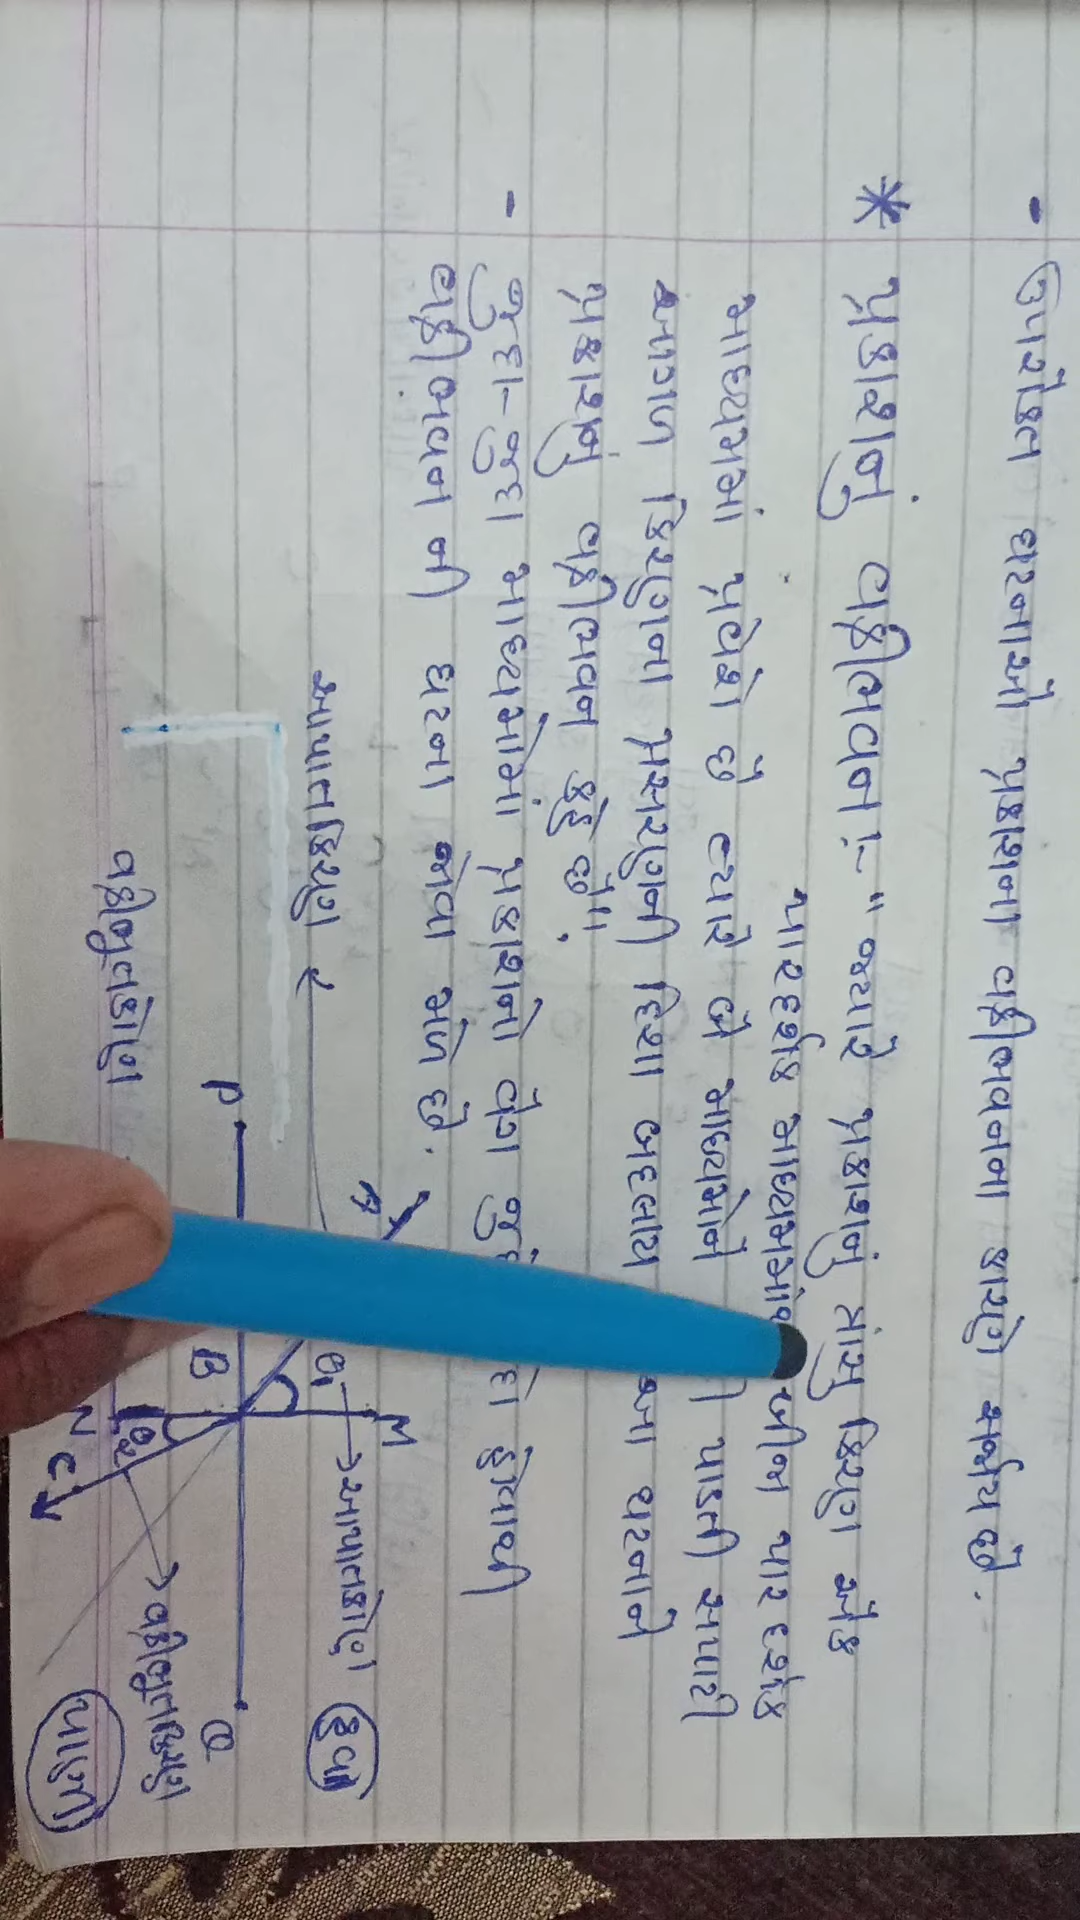 - ઉપરોક્ત ઘટનાઓ પ્રકાશના વક્રીભવનના કારણે સર્જાય છે.
* પ્રકાશનું વક્રીભવન :- " જ્યારે પ્રકાશનું ત્રાંસુ કિરણ એક
પારદર્શક માધ્યમમાં બીજા પારદર્શક
માધ્યમમાં પ્રવેશે છે ત્યારે બે માધ્યમોને પાડતી સપાટી
આગળ કિરણના પ્રસરણની દિશા બદલાય આ ઘટનાને
પ્રકાશનું વક્રીભવન કહે છે".
- જુદા-જુદા માધ્યમોમાં પ્રકાશનો વેગ હોવાથી
વક્રીભવન ની ઘટના જોવા મળે છે.
આપાતકિરણ
A
M
θ1
આપાતકોણ
હવા
P
B
Q
N
θ2
C
વક્રીભુતકોણ
વક્રીભુતકિરણ
પાણી